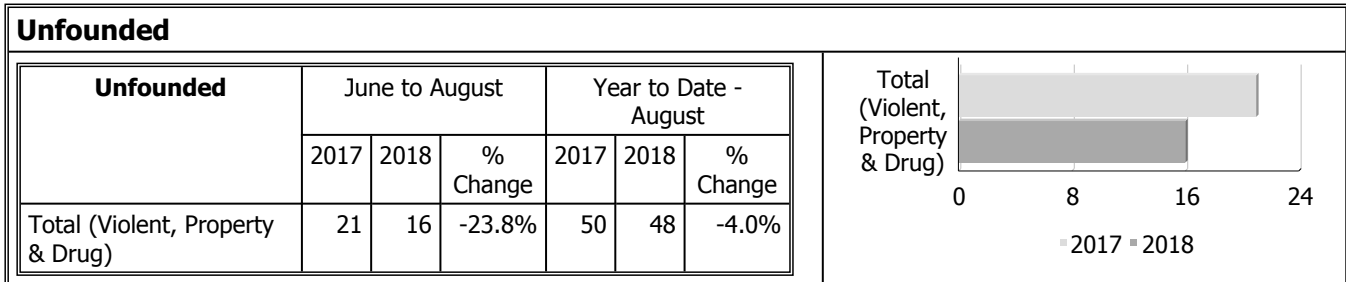 Unfounded
Unfounded
June to August
Year to Date -
August
2017 2018 %
Change
2017 2018 %
Change
Total (Violent, Property
& Drug)
21 16 -23.8% 50 48 -4.0%
Total
(Violent,
Property
& Drug)
0 8 16 24
2017 2018